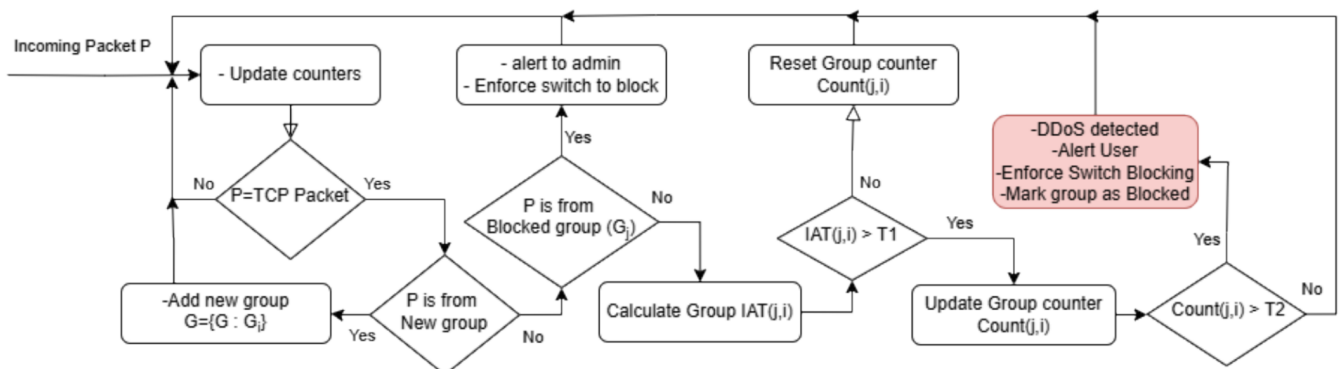 Incoming Packet P
- Update counters
P=TCP Packet
No
Yes
P is from
New group
Yes
No
-Add new group
G={G : Gi}
P is from
Blocked group (Gj)
Yes
No
- alert to admin
- Enforce switch to block
Calculate Group IAT(j,i)
IAT(j,i) > T1
No
Yes
Reset Group counter
Count(j,i)
Update Group counter
Count(j,i)
Count(j,i) > T2
Yes
No
-DDoS detected
-Alert User
-Enforce Switch Blocking
-Mark group as Blocked